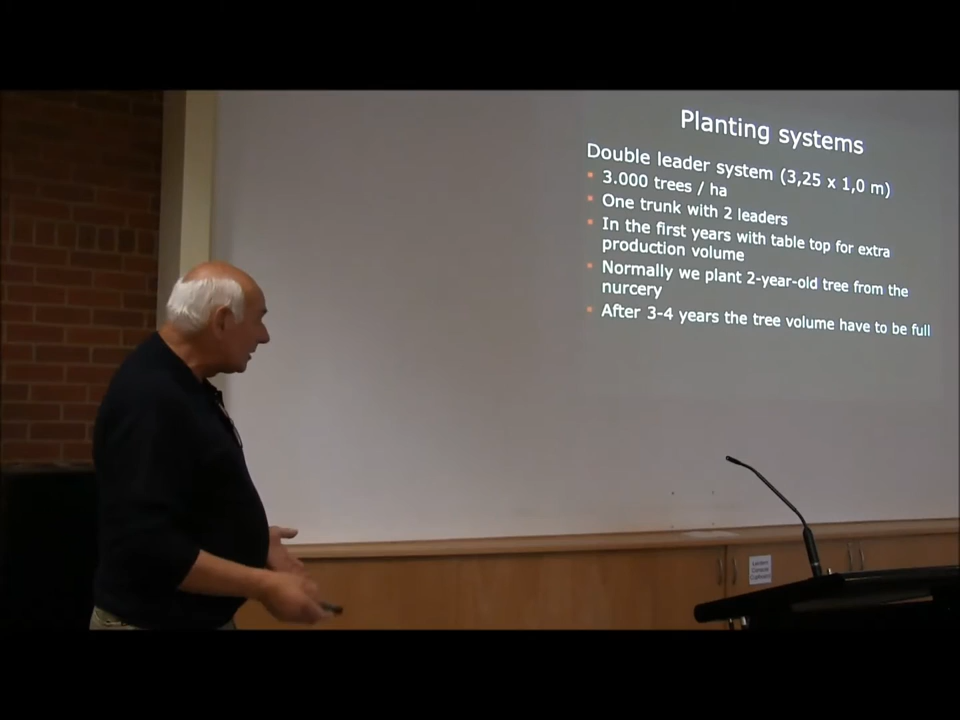 Planting systems
Double leader system (3,25 x 1,0 m)
3.000 trees / ha
One trunk with 2 leaders
In the first years with table top for extra
production volume
Normally we plant 2-year-old tree from the
nurcery
After 3-4 years the tree volume have to be full